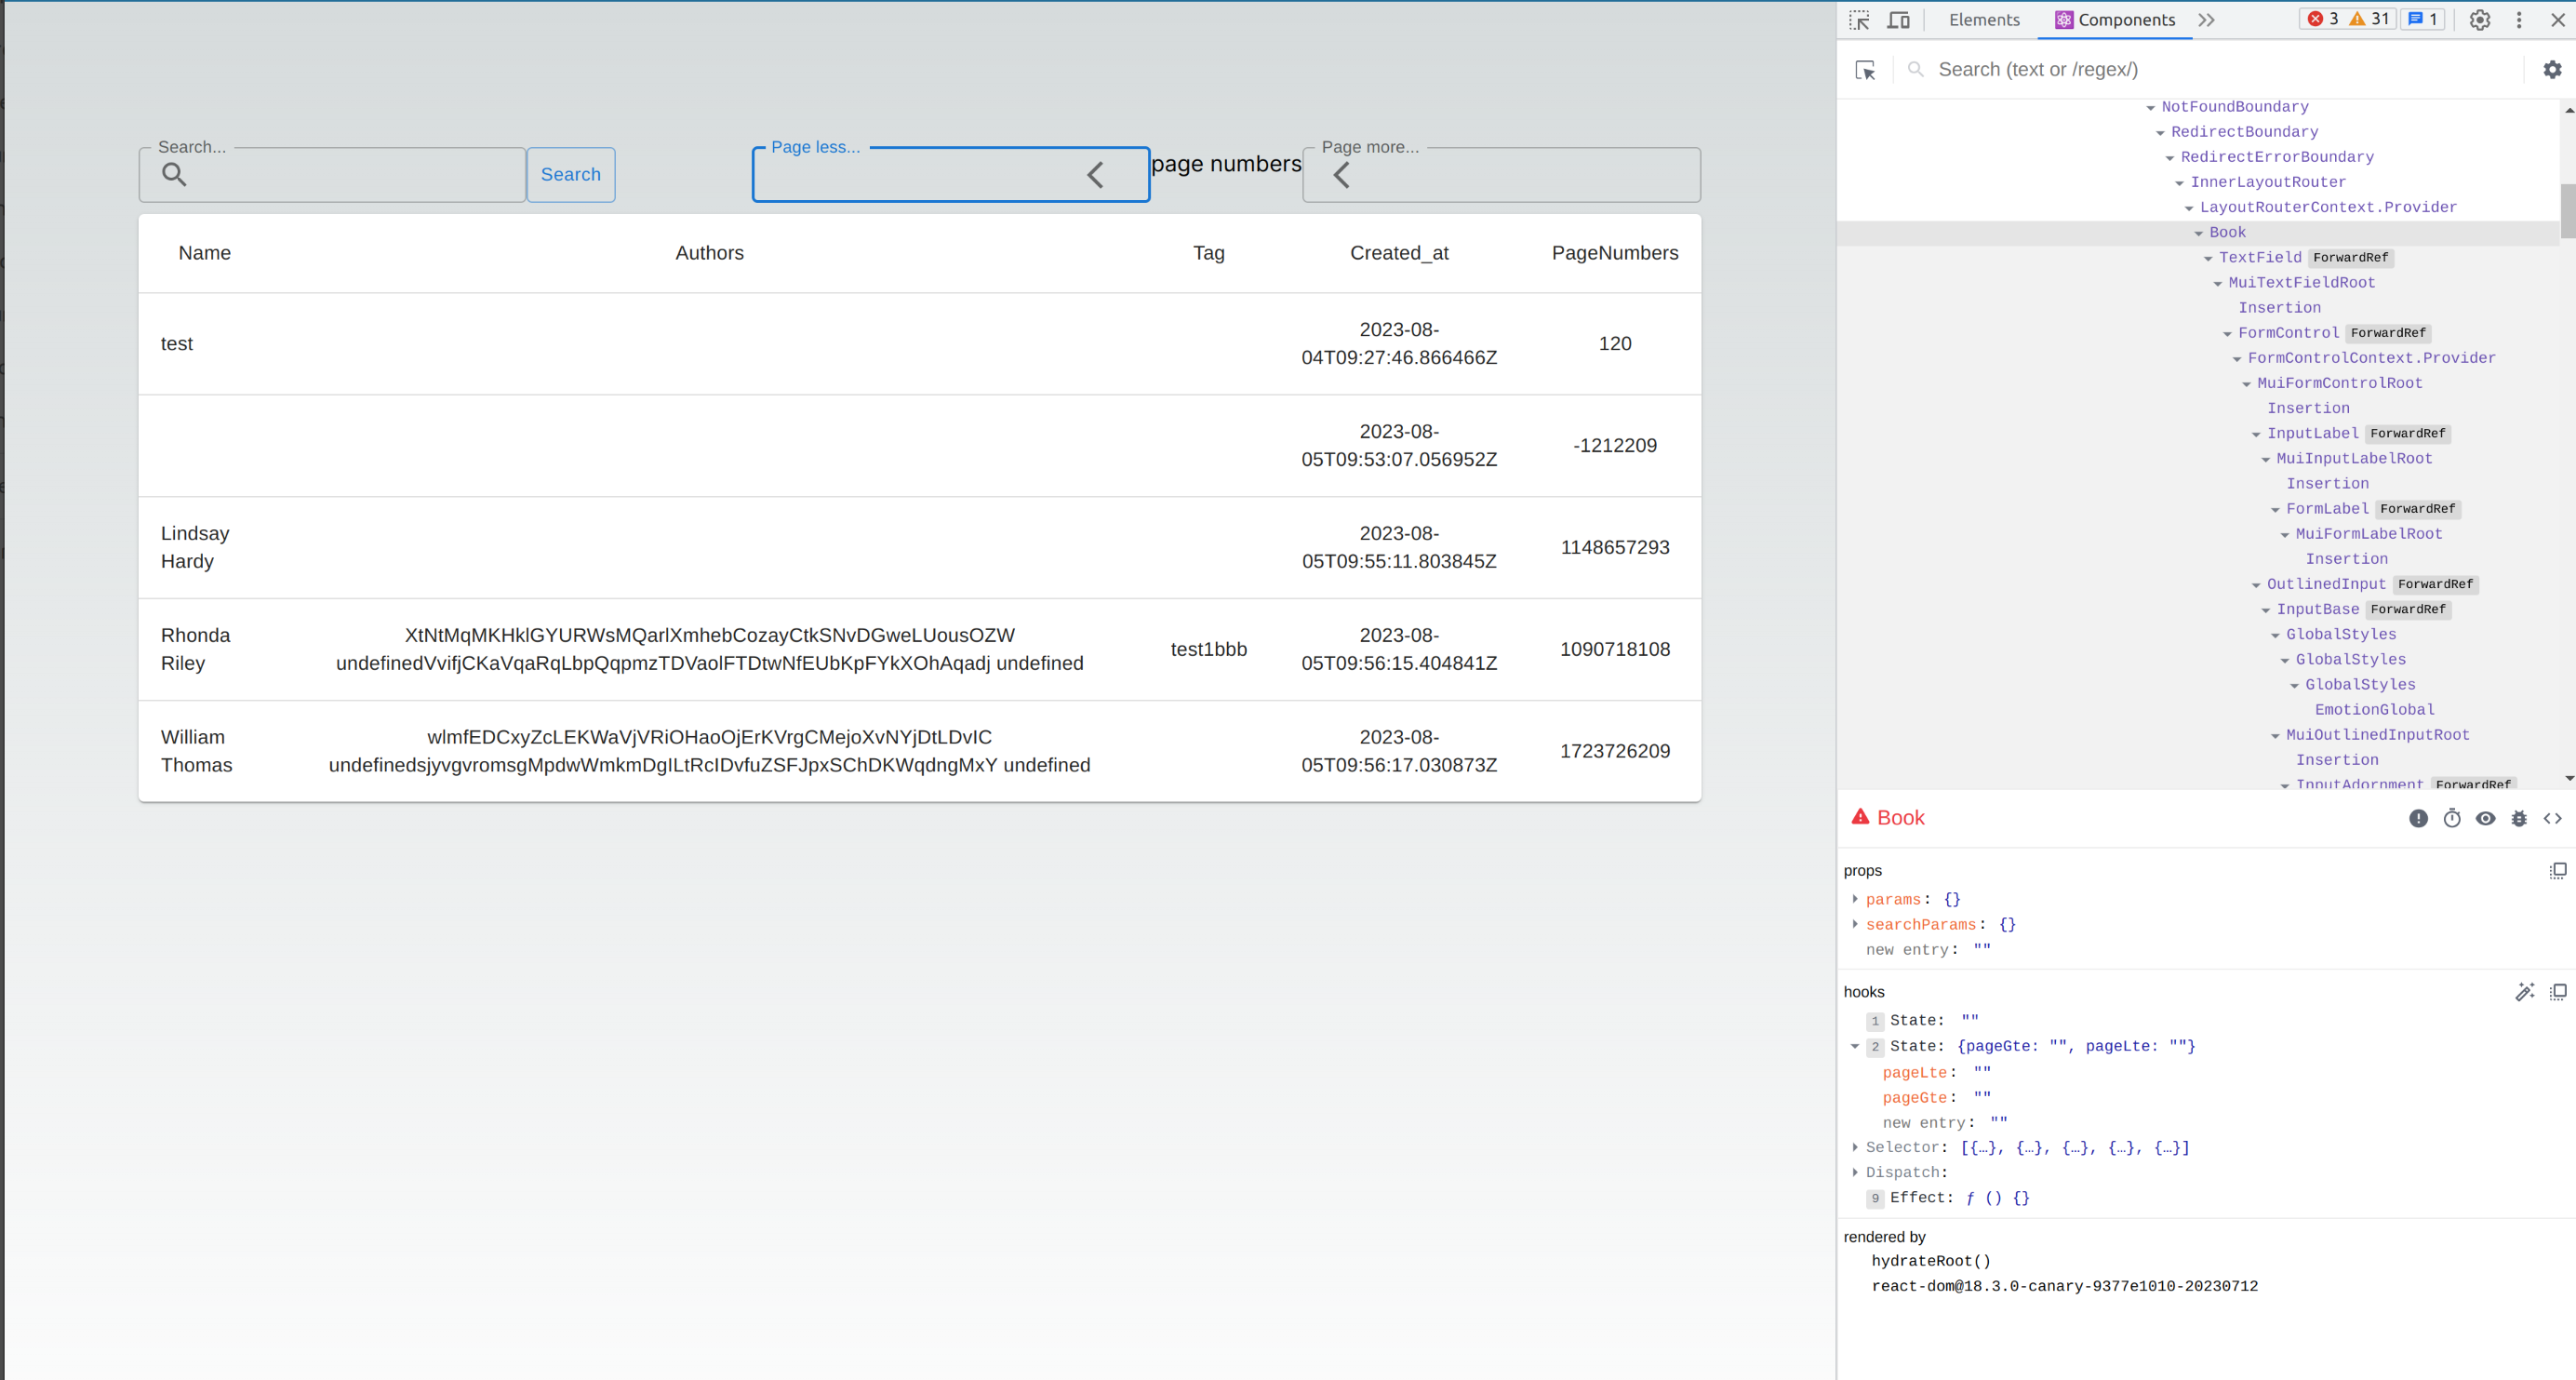 Search...
Search
Page less...
page numbers
Page more...
Name Authors Tag Created_at PageNumbers
test 2023-08-04T09:27:46.866466Z 120
2023-08-05T09:53:07.056952Z -1212209
Lindsay Hardy 2023-08-05T09:55:11.803845Z 1148657293
Rhonda Riley XtNtMqMKHklGYURWsMQarlXmhebCozayCtkSNvDGweLUousOZW undefinedVvifjCKaVqaRqLbpQqpmzTDVaolFTDtwNfEUbKpFYkXOhAqadj undefined test1bbb 2023-08-05T09:56:15.404841Z 1090718108
William Thomas wlmfEDCxyZcLEKWaVjVRiOHaoOjErKVrgCMejoXvNYjDtLDvIC undefinedsjyvgvromsgMpdwWmkmDgILtRcIDvfuZSFJpxSChDKWqdngMxY undefined 2023-08-05T09:56:17.030873Z 1723726209
Elements Components 3 31 1
Search (text or /regex/)
NotFoundBoundary
RedirectBoundary
RedirectErrorBoundary
InnerLayoutRouter
LayoutRouterContext.Provider
Book
TextField ForwardRef
MuiTextFieldRoot
Insertion
FormControl ForwardRef
FormControlContext.Provider
MuiFormControlRoot
Insertion
InputLabel ForwardRef
MuiInputLabelRoot
Insertion
FormLabel ForwardRef
MuiFormLabelRoot
Insertion
OutlinedInput ForwardRef
InputBase ForwardRef
GlobalStyles
GlobalStyles
GlobalStyles
EmotionGlobal
MuiOutlinedInputRoot
Insertion
InputAdornment ForwardRef
Book
props
params: {}
searchParams: {}
new entry: ""
hooks
1 State: ""
2 State: {pageGte: "", pageLte: ""}
pageLte: ""
pageGte: ""
new entry: ""
Selector: [{…}, {…}, {…}, {…}, {…}]
Dispatch:
9 Effect: ƒ () {}
rendered by
hydrateRoot()
react-dom@18.3.0-canary-9377e1010-20230712